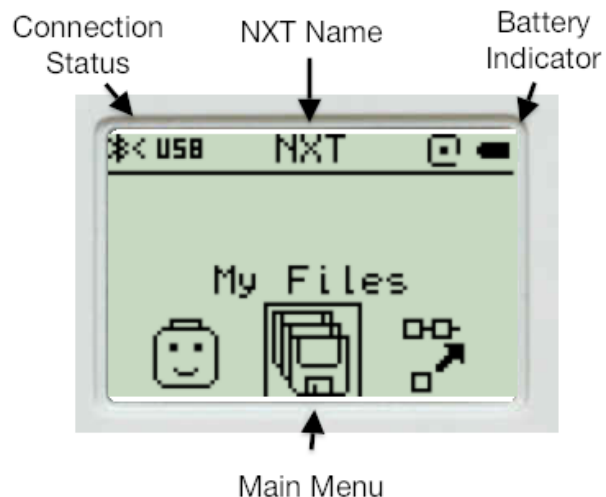 Connection
Status
NXT Name
Battery
Indicator
USB
NXT
My Files
Main Menu